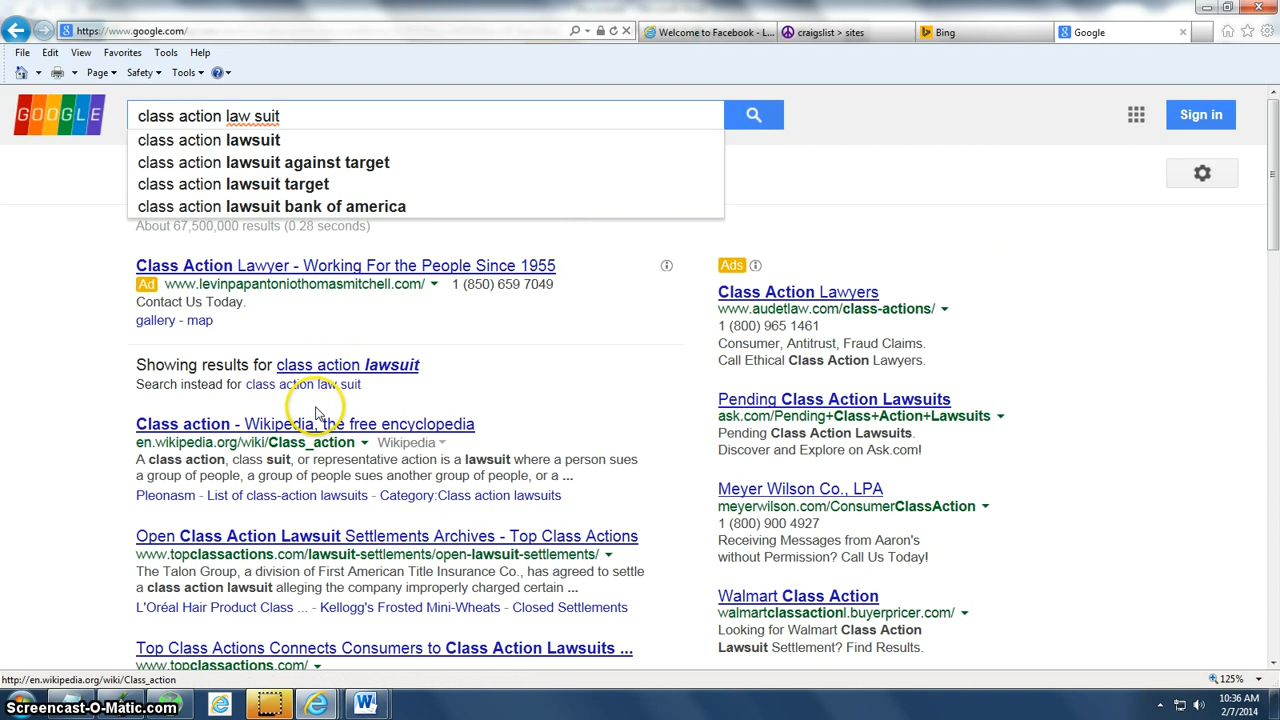 https://www.google.com/
Welcome to Facebook - L...
craigslist > sites
Bing
Google
File Edit View Favorites Tools Help
Page Safety Tools
GOOGLE
class action law suit
Sign in
class action lawsuit
class action lawsuit against target
class action lawsuit target
class action lawsuit bank of america
About 67,500,000 results (0.28 seconds)
Class Action Lawyer - Working For the People Since 1955
Ad www.levinpapantoniothomasmitchell.com/ 1 (850) 659 7049
Contact Us Today.
gallery - map
Showing results for class action lawsuit
Search instead for class action law suit
Class action - Wikipedia, the free encyclopedia
en.wikipedia.org/wiki/Class_action Wikipedia
A class action, class suit, or representative action is a lawsuit where a person sues
a group of people, a group of people sues another group of people, or a ...
Pleonasm - List of class-action lawsuits - Category:Class action lawsuits
Open Class Action Lawsuit Settlements Archives - Top Class Actions
www.topclassactions.com/lawsuit-settlements/open-lawsuit-settlements/
The Talon Group, a division of First American Title Insurance Co., has agreed to settle
a class action lawsuit alleging the company improperly charged certain ...
L'Oréal Hair Product Class ... - Kellogg's Frosted Mini-Wheats - Closed Settlements
Top Class Actions Connects Consumers to Class Action Lawsuits ...
www.topclassactions.com/
Ads
Class Action Lawyers
www.audetlaw.com/class-actions/
1 (800) 965 1461
Consumer, Antitrust, Fraud Claims.
Call Ethical Class Action Lawyers.
Pending Class Action Lawsuits
ask.com/Pending+Class+Action+Lawsuits
Pending Class Action Lawsuits.
Discover and Explore on Ask.com!
Meyer Wilson Co., LPA
meyerwilson.com/ConsumerClassAction
1 (800) 900 4927
Receiving Messages from Aaron's
without Permission? Call Us Today!
Walmart Class Action
walmartclassactionl.buyerpricer.com/
Looking for Walmart Class Action
Lawsuit Settlement? Find Results.
http://en.wikipedia.org/wiki/Class_action
125%
10:36 AM
2/7/2014
Screencast-O-Matic.com